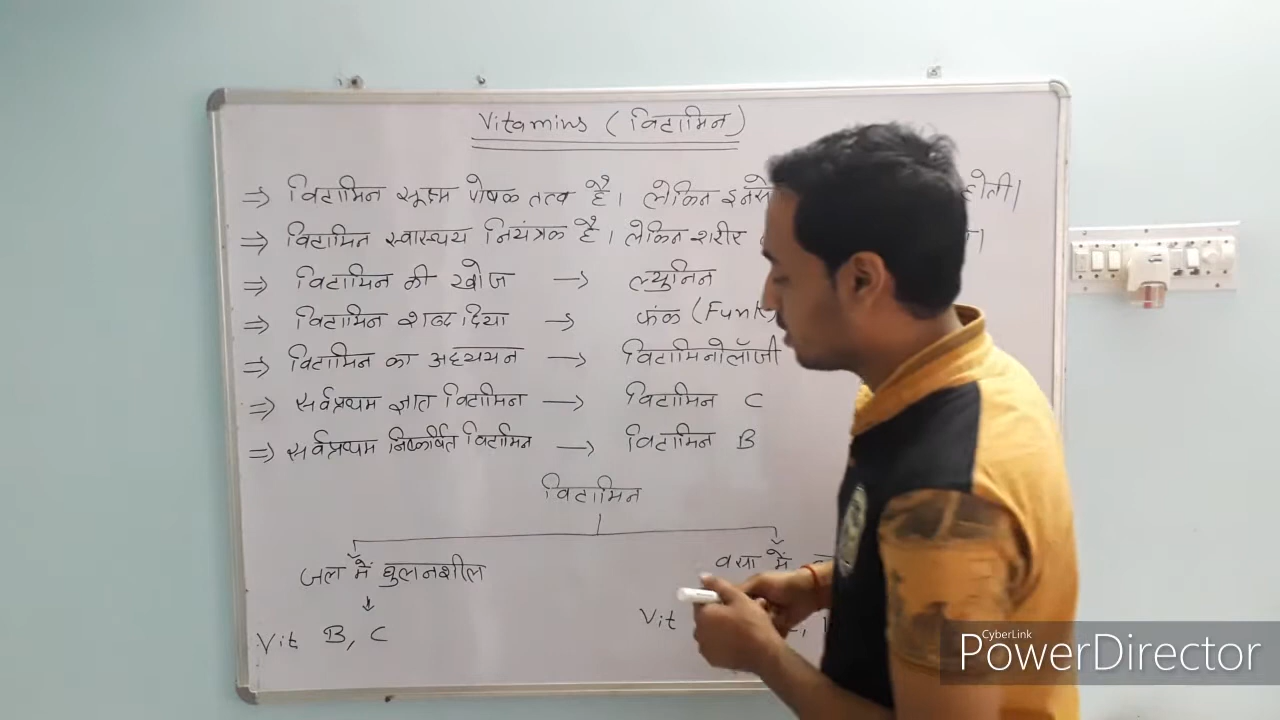 Vitamins (विटामिन)
⇒ विटामिन सूक्ष्म पोषक तत्व है। लेकिन इनसे होती।
⇒ विटामिन स्वास्थ्य नियंत्रक है। लेकिन शरीर
⇒ विटामिन की खोज → ल्युनिन
⇒ विटामिन शब्द दिया → फंक (Funk)
⇒ विटामिन का अध्ययन → विटामिनोलॉजी
⇒ सर्वप्रथम ज्ञात विटामिन → विटामिन C
⇒ सर्वप्रथम निष्कर्षित विटामिन → विटामिन B
विटामिन
जल में घुलनशील वसा में
Vit B, C Vit
CyberLink
PowerDirector